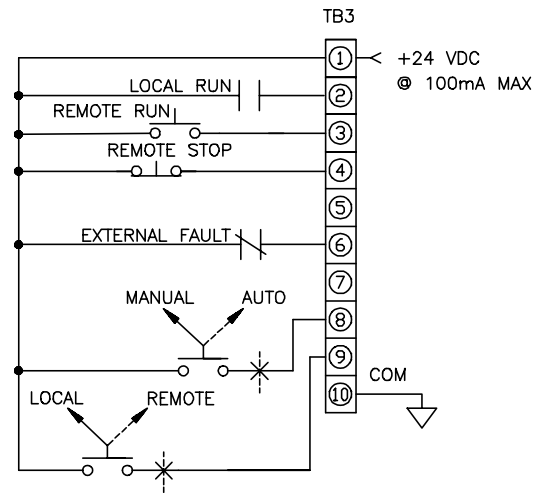 TB3
1
+24 VDC
@ 100mA MAX
LOCAL RUN
2
REMOTE RUN
3
REMOTE STOP
4
5
EXTERNAL FAULT
6
7
MANUAL AUTO
8
9
LOCAL REMOTE
COM
10